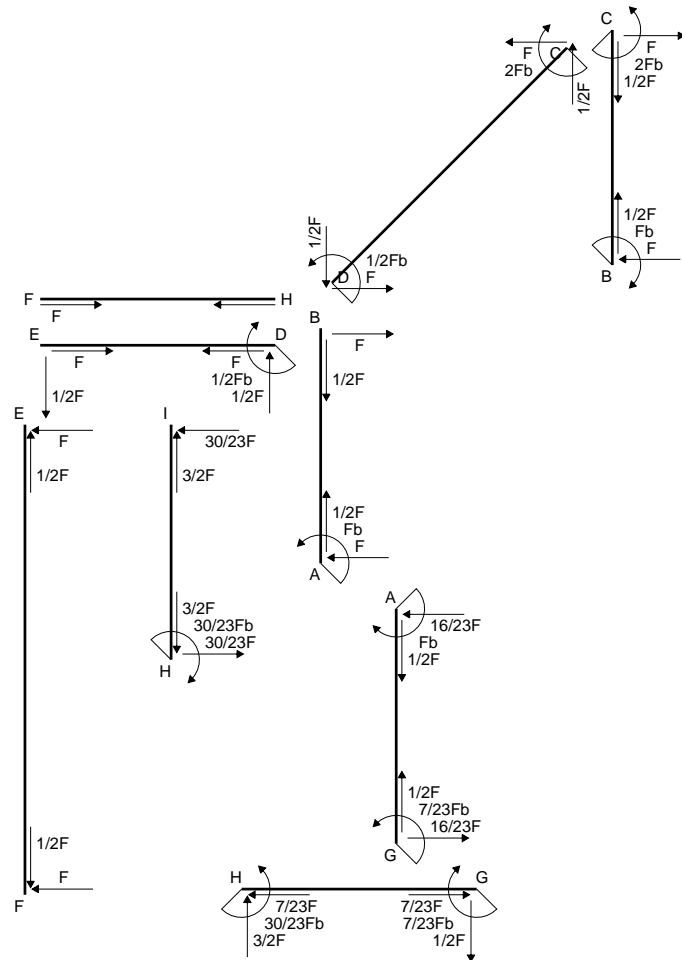 C
F
2Fb
1/2F
F
2Fb
C
1/2F
1/2F
Fb
F
B
1/2F
1/2Fb
D
F
F
H
F
E
D
F
F
1/2Fb
1/2F
1/2F
B
F
1/2F
1/2F
Fb
F
A
E
F
1/2F
1/2F
F
F
I
30/23F
3/2F
3/2F
30/23Fb
30/23F
H
A
16/23F
Fb
1/2F
1/2F
7/23Fb
16/23F
G
H
G
7/23F
30/23Fb
3/2F
7/23F
7/23Fb
1/2F